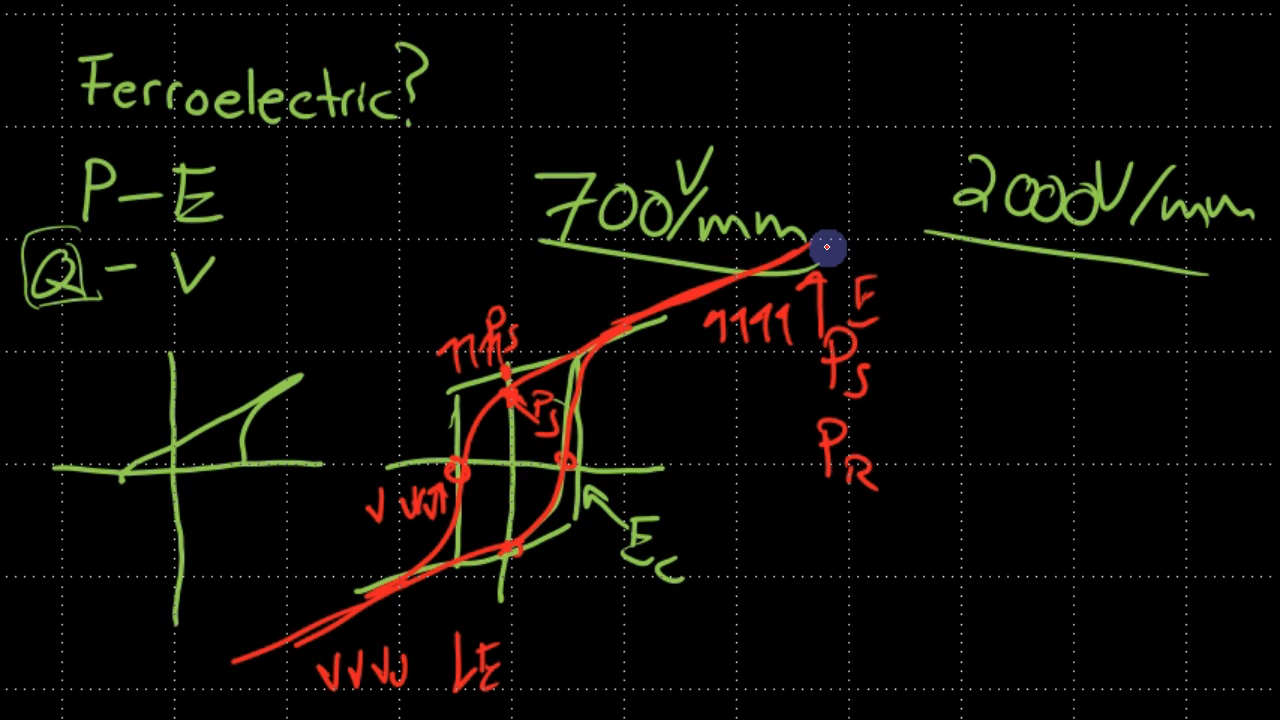 Ferroelectric?
P - E
Q - V
700V/mm
2000V/mm
Ps
E
Ps
Ps
PR
Ec
E